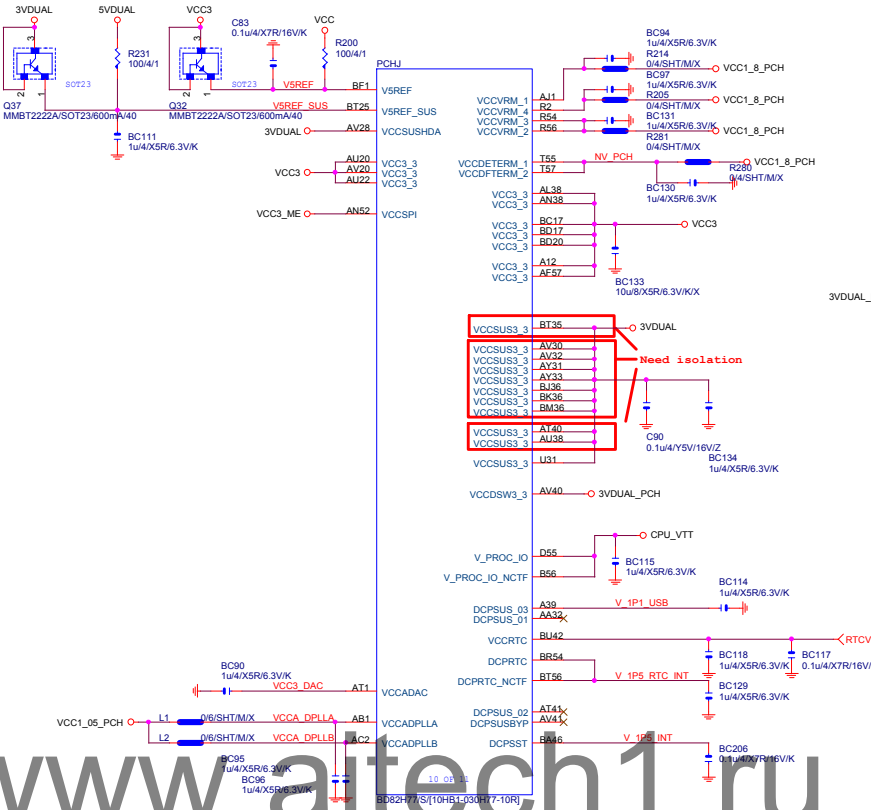 3VDUAL
5VDUAL
VCC3
C83
0.1u/4/X7R/16V/K
VCC
R231
100/4/1
R200
100/4/1
3
2
1
SOT23
3
2
1
SOT23
Q37
MMBT2222A/SOT23/600mA/40
Q32
MMBT2222A/SOT23/600mA/40
V5REF
BF1
V5REF_SUS
BT25
BC111
1u/4/X5R/6.3V/K
3VDUAL
AV28
VCC3
AU20
AV20
AU22
VCC3_ME
AN52
PCHJ
V5REF
V5REF_SUS
VCCSUSHDA
VCC3_3
VCC3_3
VCC3_3
VCCSPI
VCCVRM_1
AJ1
VCCVRM_4
R2
VCCVRM_3
R54
VCCVRM_2
R56
BC94
1u/4/X5R/6.3V/K
R214
0/4/SHT/M/X
VCC1_8_PCH
BC97
1u/4/X5R/6.3V/K
R205
0/4/SHT/M/X
VCC1_8_PCH
BC131
1u/4/X5R/6.3V/K
R281
0/4/SHT/M/X
VCC1_8_PCH
VCCDETERM_1
T55
VCCDFTERM_2
T57
NV_PCH
VCC1_8_PCH
R280
0/4/SHT/M/X
BC130
1u/4/X5R/6.3V/K
VCC3_3
AL38
VCC3_3
AN38
VCC3_3
BC17
VCC3_3
BD17
VCC3_3
BD20
VCC3_3
A12
VCC3_3
AF57
VCC3
BC133
10u/8/X5R/6.3V/K/X
3VDUAL_
VCCSUS3_3
BT35
3VDUAL
VCCSUS3_3
AV30
VCCSUS3_3
AV32
VCCSUS3_3
AY31
VCCSUS3_3
AY33
VCCSUS3_3
BJ36
VCCSUS3_3
BK36
VCCSUS3_3
BM36
Need isolation
VCCSUS3_3
AT40
VCCSUS3_3
AU38
VCCSUS3_3
U31
C90
0.1u/4/Y5V/16V/Z
BC134
1u/4/X5R/6.3V/K
VCCDSW3_3
AV40
3VDUAL_PCH
CPU_VTT
V_PROC_IO
D55
V_PROC_IO_NCTF
B56
BC115
1u/4/X5R/6.3V/K
DCPSUS_03
A39
V_1P1_USB
BC114
1u/4/X5R/6.3V/K
DCPSUS_01
AA32
VCCRTC
BU42
RTCV
DCPRTC
BR54
DCPRTC_NCTF
BT56
V_1P5_RTC_INT
BC118
1u/4/X5R/6.3V/K
BC117
0.1u/4/X7R/16V/
BC129
1u/4/X5R/6.3V/K
DCPSUS_02
AT41
DCPSUSBYP
AV41
DCPSST
BA46
V_1P5_INT
BC206
0.1u/4/X7R/16V/K
BC90
1u/4/X5R/6.3V/K
VCC3_DAC
AT1
VCCADAC
VCC1_05_PCH
L1
0/6/SHT/M/X
VCCA_DPLLA
AB1
VCCADPLLA
L2
0/6/SHT/M/X
VCCA_DPLLB
AC2
VCCADPLLB
BC95
1u/4/X5R/6.3V/K
BC96
1u/4/X5R/6.3V/K
10 OF 11
BD82H77/S/[10HB1-030H77-10R]
www.aitech1.ru